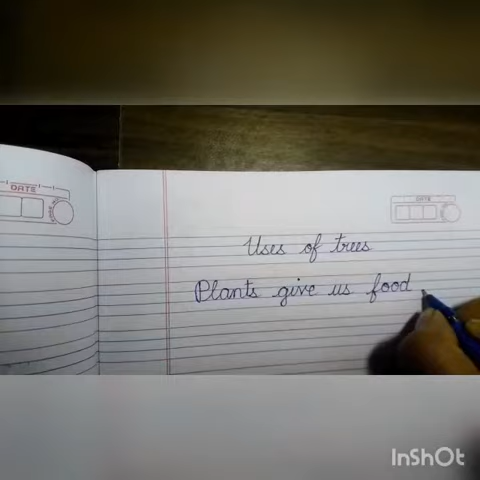 DATE
DATE
Uses of trees
Plants give us food
InShOt